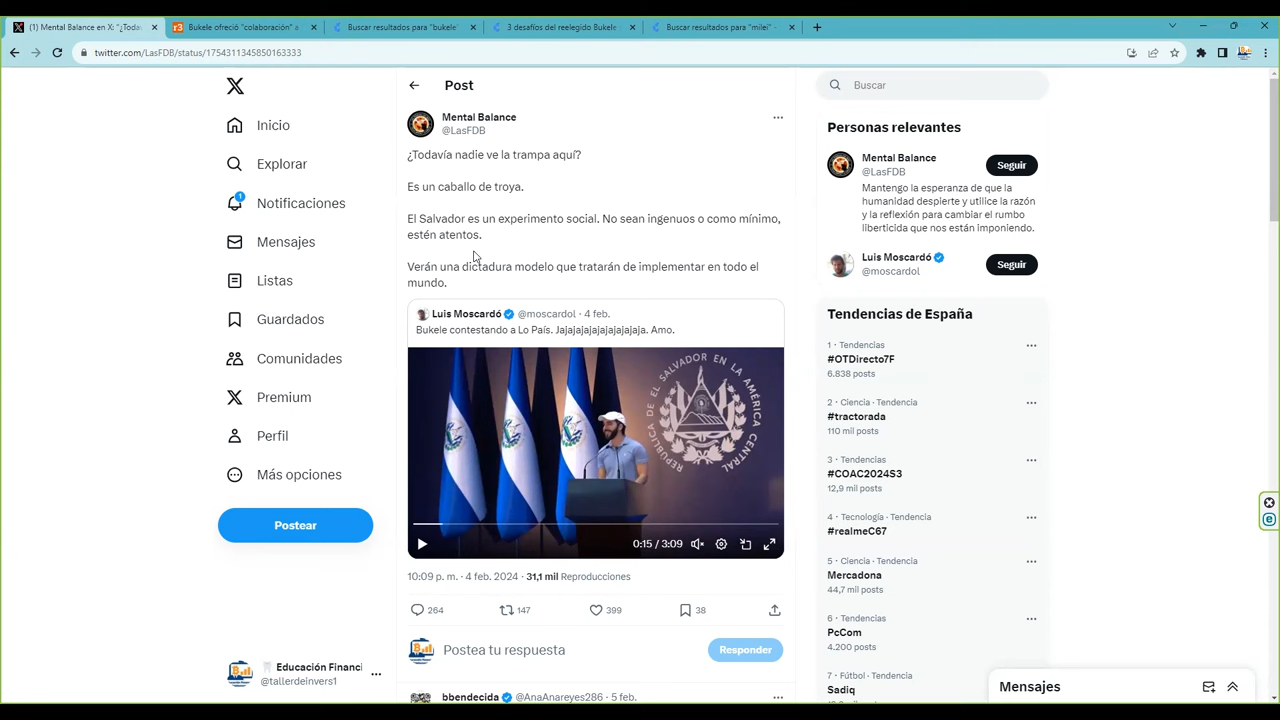 (1) Mental Balance en X: "¿Toda
Bukele ofreció "colaboración" a
Buscar resultados para "bukele"
3 desafíos del reelegido Bukele
Buscar resultados para "milei"
twitter.com/LasFDB/status/1754311345850163333
Inicio
Explorar
1
Notificaciones
Mensajes
Listas
Guardados
Comunidades
Premium
Perfil
Más opciones
Postear
Educación Financi
@tallerdeinvers1
Post
Mental Balance
@LasFDB
¿Todavía nadie ve la trampa aquí?
Es un caballo de troya.
El Salvador es un experimento social. No sean ingenuos o como mínimo,
estén atentos.
Verán una dictadura modelo que tratarán de implementar en todo el
mundo.
Luis Moscardó @moscardol · 4 feb.
Bukele contestando a Lo País. Jajajajajajajajajaja. Amo.
REPÚBLICA DE EL SALVADOR EN LA AMÉRICA CENTRAL
0:15 / 3:09
10:09 p. m. · 4 feb. 2024 · 31,1 mil Reproducciones
264
147
399
38
Postea tu respuesta
Responder
bbendecida @AnaAnareyes286 · 5 feb.
Buscar
Personas relevantes
Mental Balance
@LasFDB
Seguir
Mantengo la esperanza de que la
humanidad despierte y utilice la razón
y la reflexión para cambiar el rumbo
liberticida que nos están imponiendo.
Luis Moscardó
@moscardol
Seguir
Tendencias de España
1 · Tendencias
#OTDirecto7F
6.838 posts
2 · Ciencia · Tendencia
#tractorada
110 mil posts
3 · Tendencias
#COAC2024S3
12,9 mil posts
4 · Tecnología · Tendencia
#realmeC67
5 · Ciencia · Tendencia
Mercadona
44,7 mil posts
6 · Tendencias
PcCom
4.200 posts
7 · Fútbol · Tendencia
Sadiq
Mensajes